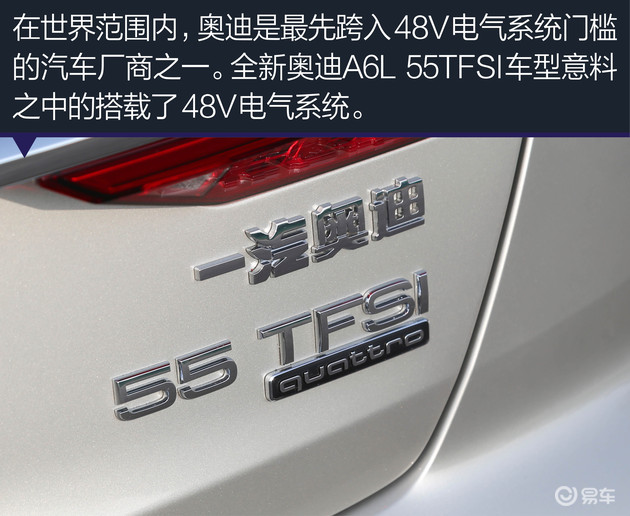 在世界范围内，奥迪是最先跨入48V电气系统门槛
的汽车厂商之一。全新奥迪A6L 55TFSI车型意料
之中的搭载了48V电气系统。
一汽奥迪
55 TFSI
quattro
易车